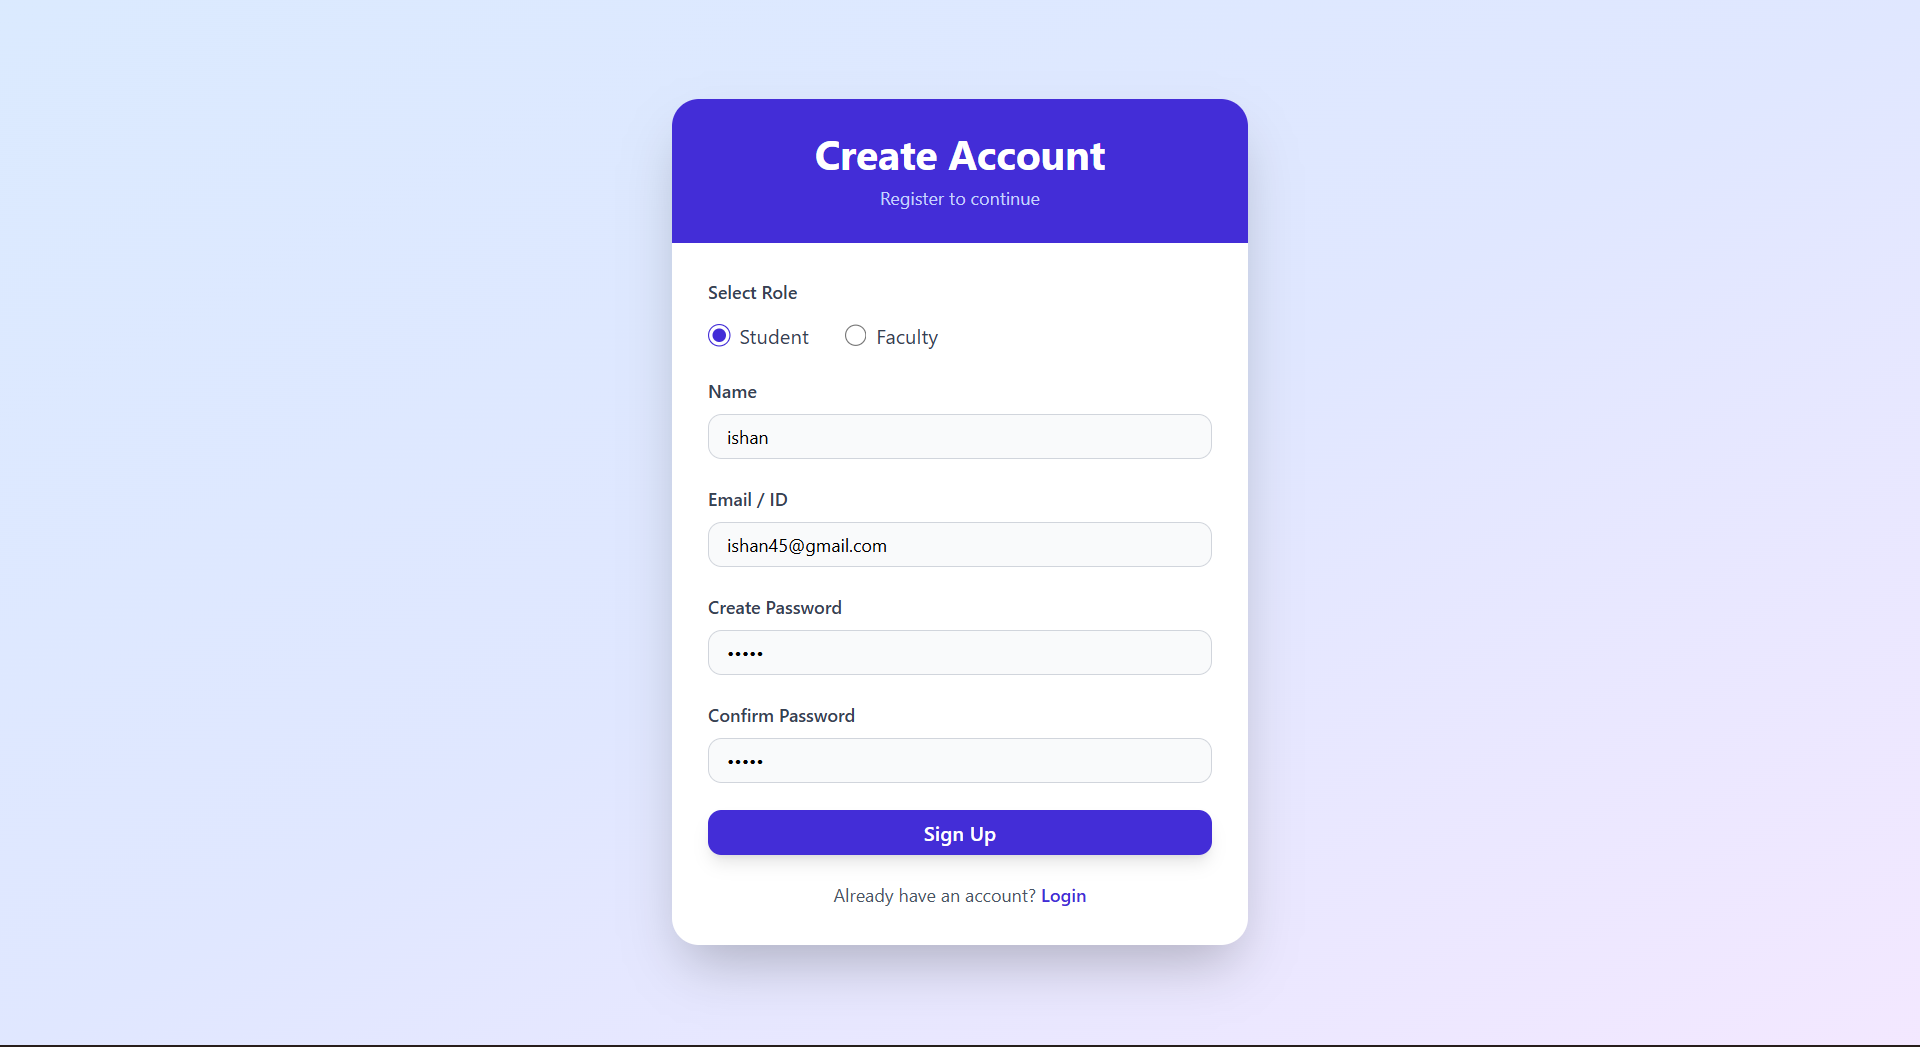 Create Account
Register to continue
Select Role
Student Faculty
Name
ishan
Email / ID
ishan45@gmail.com
Create Password
•••••
Confirm Password
•••••
Sign Up
Already have an account? Login